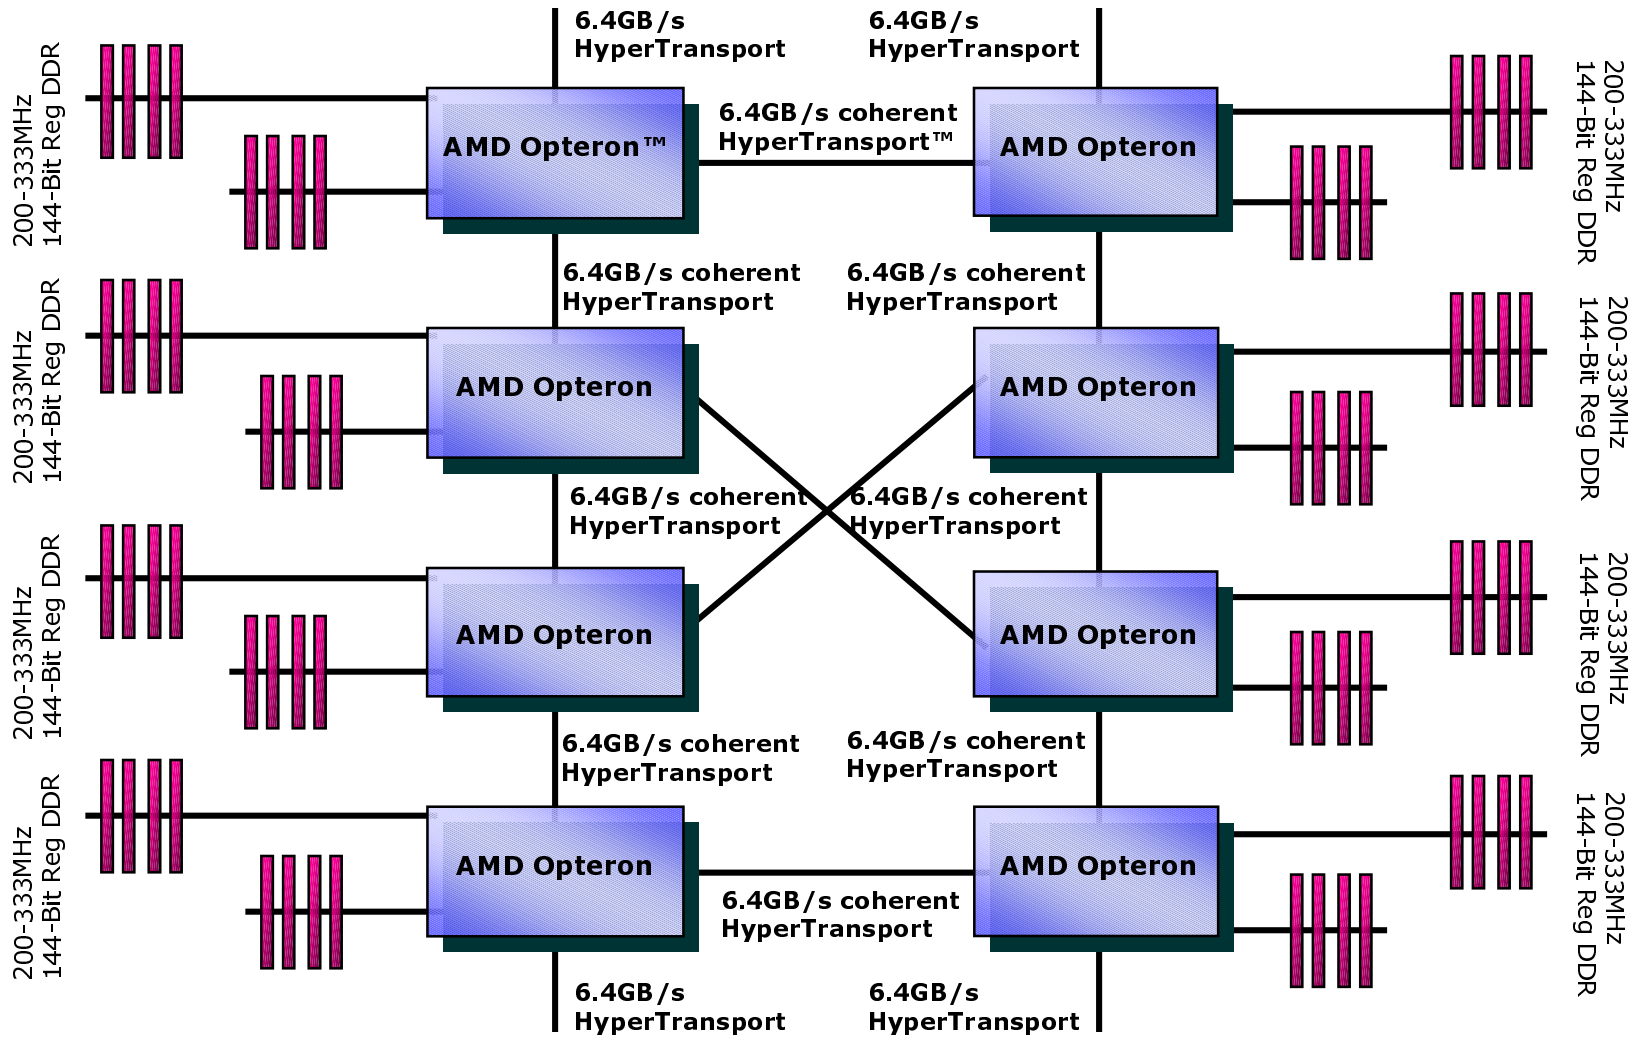 6.4GB/s
HyperTransport
6.4GB/s
HyperTransport
200-333MHz
144-Bit Reg DDR
AMD Opteron™
6.4GB/s coherent
HyperTransport™
AMD Opteron
200-333MHz
144-Bit Reg DDR
6.4GB/s coherent
HyperTransport
6.4GB/s coherent
HyperTransport
200-333MHz
144-Bit Reg DDR
AMD Opteron
AMD Opteron
200-333MHz
144-Bit Reg DDR
6.4GB/s coherent
HyperTransport
6.4GB/s coherent
HyperTransport
200-333MHz
144-Bit Reg DDR
AMD Opteron
AMD Opteron
200-333MHz
144-Bit Reg DDR
6.4GB/s coherent
HyperTransport
6.4GB/s coherent
HyperTransport
200-333MHz
144-Bit Reg DDR
AMD Opteron
AMD Opteron
200-333MHz
144-Bit Reg DDR
6.4GB/s coherent
HyperTransport
6.4GB/s
HyperTransport
6.4GB/s
HyperTransport